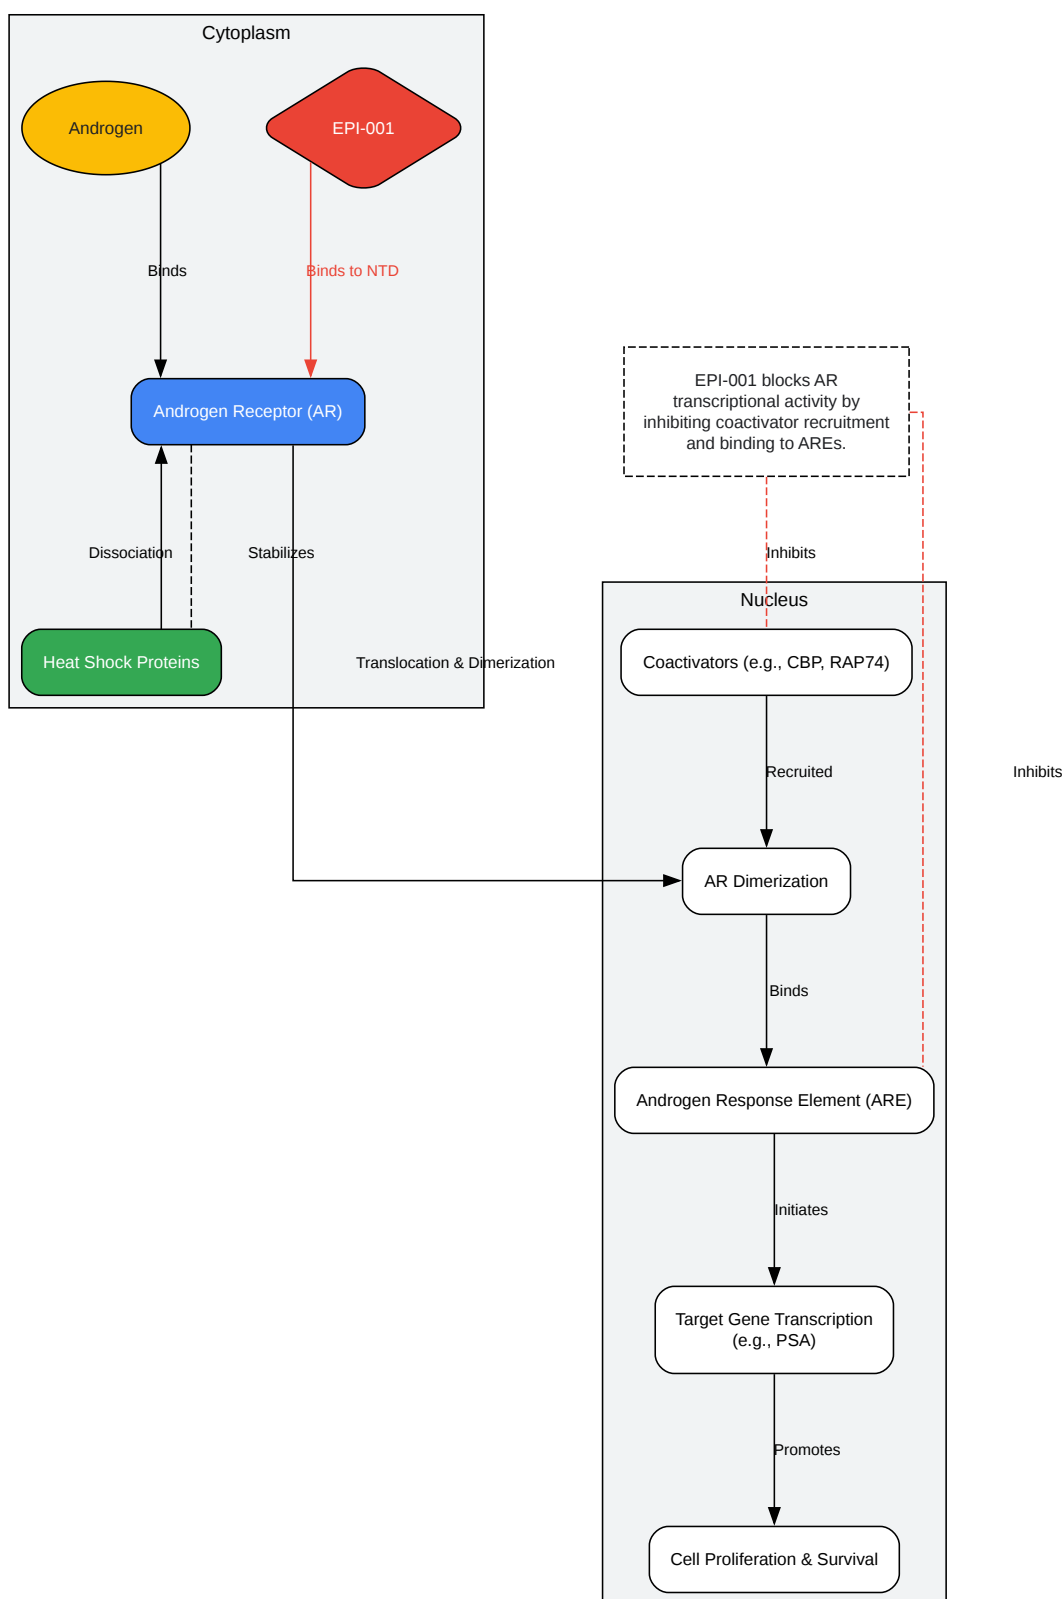 Cytoplasm
Androgen
EPI-001
Binds
Binds to NTD
EPI-001 blocks AR
transcriptional activity by
inhibiting coactivator recruitment
and binding to AREs.
Androgen Receptor (AR)
Dissociation
Stabilizes
Inhibits
Nucleus
Heat Shock Proteins
Translocation & Dimerization
Coactivators (e.g., CBP, RAP74)
Recruited
Inhibits
AR Dimerization
Binds
Androgen Response Element (ARE)
Initiates
Target Gene Transcription
(e.g., PSA)
Promotes
Cell Proliferation & Survival